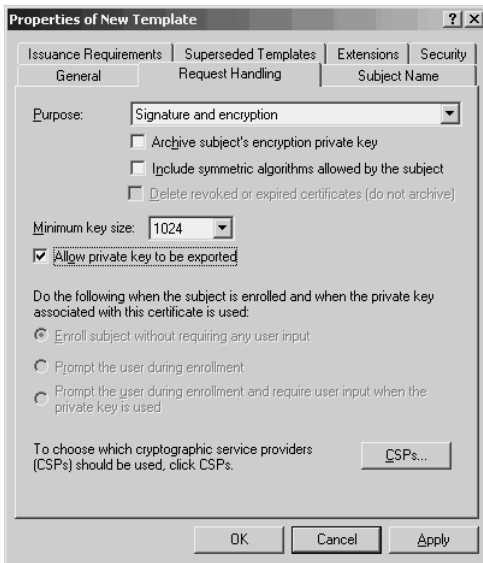 Properties of New Template
Issuance Requirements Superseded Templates Extensions Security
General Request Handling Subject Name
Purpose: Signature and encryption
Archive subject's encryption private key
Include symmetric algorithms allowed by the subject
Delete revoked or expired certificates (do not archive)
Minimum key size: 1024
Allow private key to be exported
Do the following when the subject is enrolled and when the private key
associated with this certificate is used:
Enroll subject without requiring any user input
Prompt the user during enrollment
Prompt the user during enrollment and require user input when the
private key is used
To choose which cryptographic service providers
(CSPs) should be used, click CSPs.
CSPs...
OK Cancel Apply